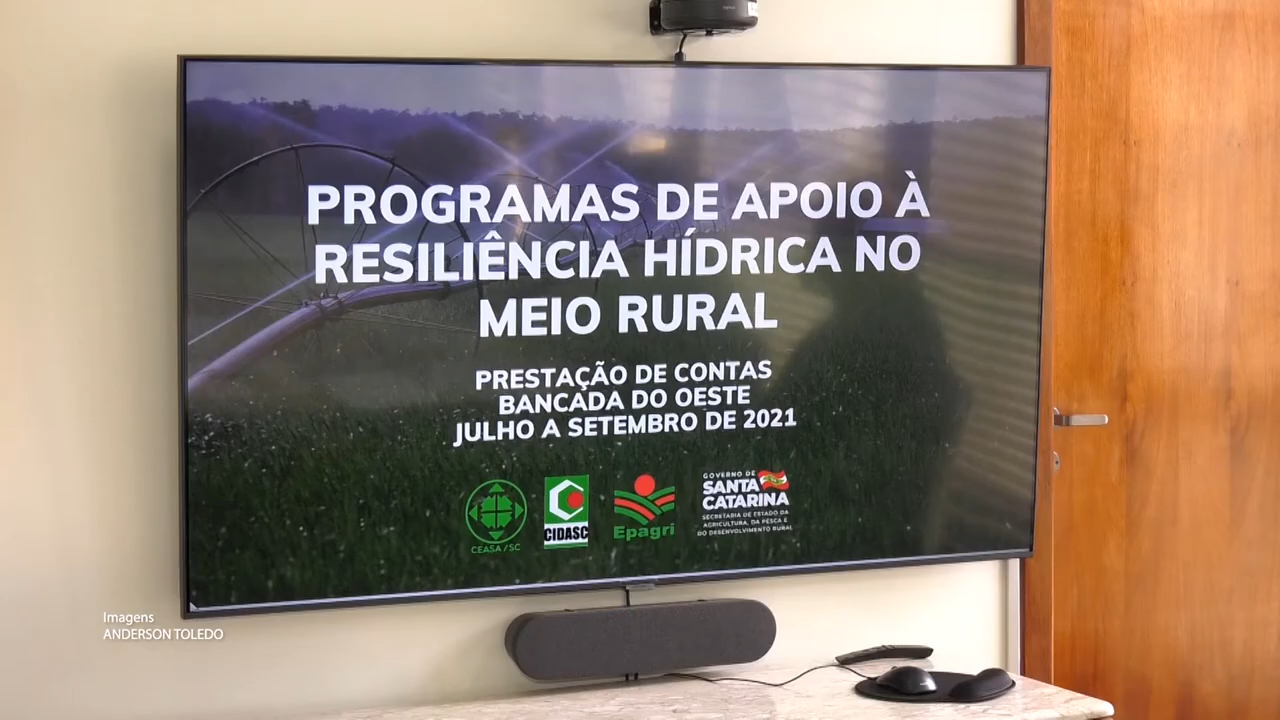 PROGRAMAS DE APOIO À
RESILIÊNCIA HÍDRICA NO
MEIO RURAL
PRESTAÇÃO DE CONTAS
BANCADA DO OESTE
JULHO A SETEMBRO DE 2021
CEASA/SC
CIDASC
Epagri
GOVERNO DE
SANTA
CATARINA
SECRETARIA DE ESTADO DA
AGRICULTURA, DA PESCA E
DO DESENVOLVIMENTO RURAL
Imagens
ANDERSON TOLEDO